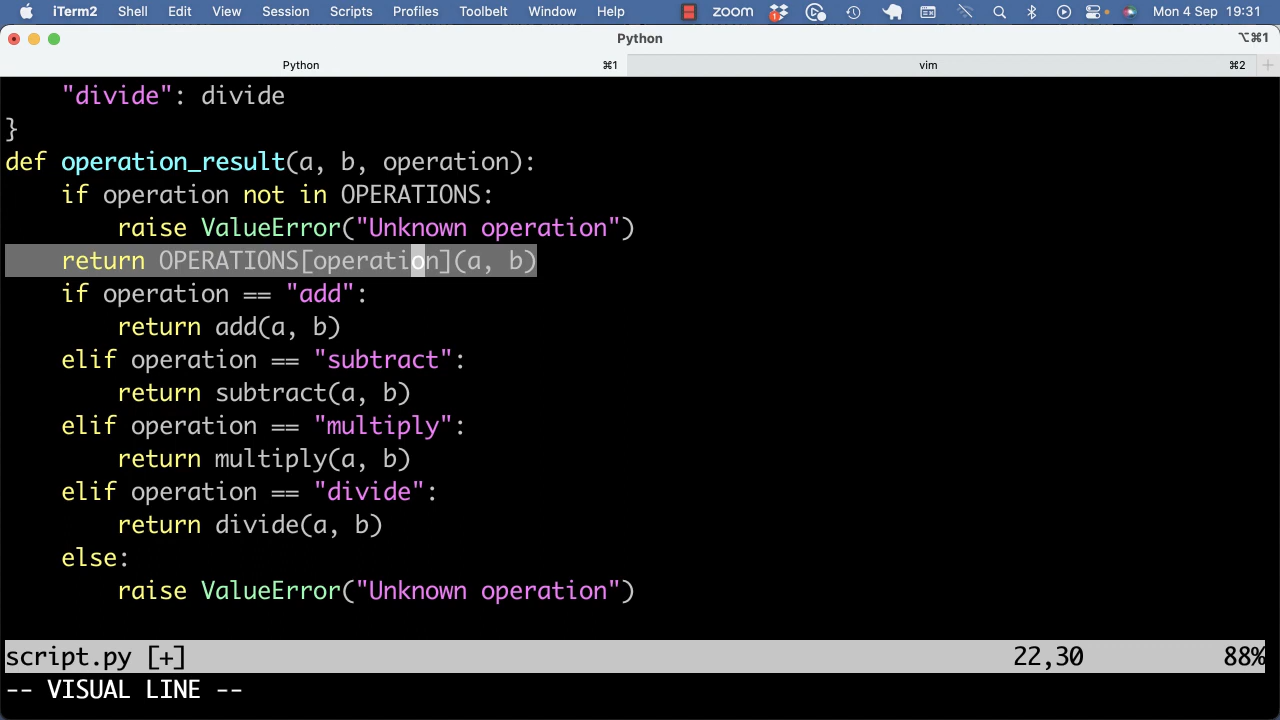 iTerm2 Shell Edit View Session Scripts Profiles Toolbelt Window Help zoom 1 Mon 4 Sep 19:31
Python ⌥⌘1
Python ⌘1 vim ⌘2 +
    "divide": divide
}
def operation_result(a, b, operation):
    if operation not in OPERATIONS:
        raise ValueError("Unknown operation")
    return OPERATIONS[operation](a, b)
    if operation == "add":
        return add(a, b)
    elif operation == "subtract":
        return subtract(a, b)
    elif operation == "multiply":
        return multiply(a, b)
    elif operation == "divide":
        return divide(a, b)
    else:
        raise ValueError("Unknown operation")
script.py [+] 22,30 88%
-- VISUAL LINE --